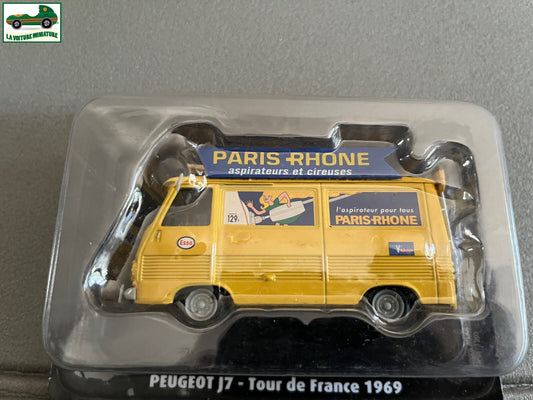 LA VOITURE MINIATURE
PARIS-RHONE
aspirateurs et cireuses
129F
l'aspirateur pour tous
PARIS-RHONE
Esso
PEUGEOT J7 - Tour de France 1969